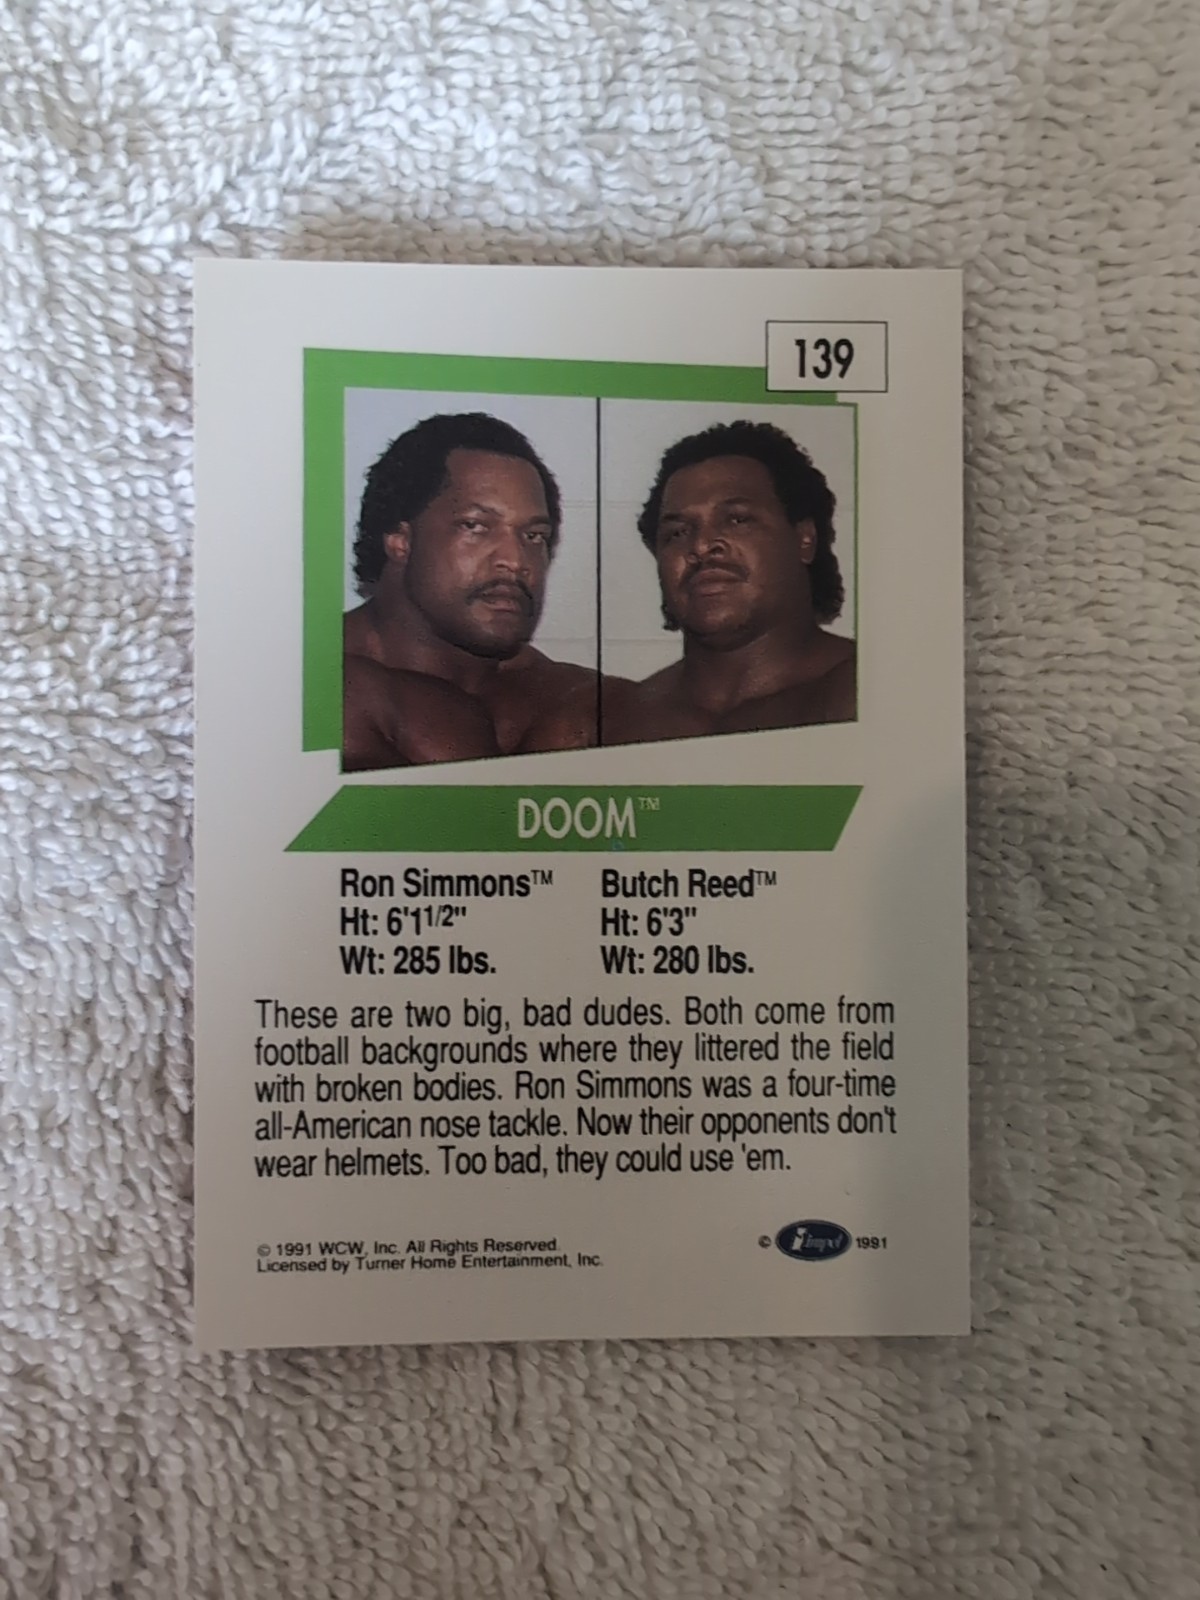 139
DOOM™
Ron Simmons™ Butch Reed™
Ht: 6'1 1/2" Ht: 6'3"
Wt: 285 lbs. Wt: 280 lbs.
These are two big, bad dudes. Both come from
football backgrounds where they littered the field
with broken bodies. Ron Simmons was a four-time
all-American nose tackle. Now their opponents don't
wear helmets. Too bad, they could use 'em.
© 1991 WCW, Inc. All Rights Reserved.
Licensed by Turner Home Entertainment, Inc.
© impel 1991